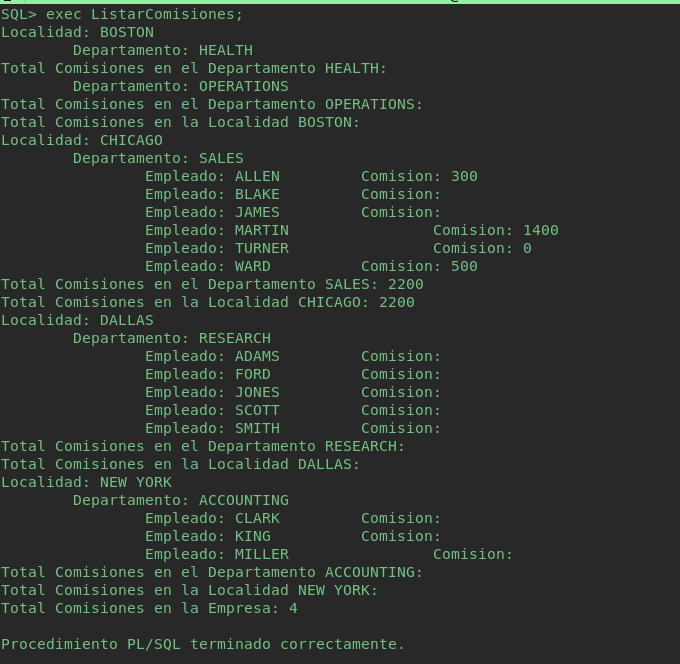 SQL> exec ListarComisiones;
Localidad: BOSTON
Departamento: HEALTH
Total Comisiones en el Departamento HEALTH:
Departamento: OPERATIONS
Total Comisiones en el Departamento OPERATIONS:
Total Comisiones en la Localidad BOSTON:
Localidad: CHICAGO
Departamento: SALES
Empleado: ALLEN Comision: 300
Empleado: BLAKE Comision:
Empleado: JAMES Comision:
Empleado: MARTIN Comision: 1400
Empleado: TURNER Comision: 0
Empleado: WARD Comision: 500
Total Comisiones en el Departamento SALES: 2200
Total Comisiones en la Localidad CHICAGO: 2200
Localidad: DALLAS
Departamento: RESEARCH
Empleado: ADAMS Comision:
Empleado: FORD Comision:
Empleado: JONES Comision:
Empleado: SCOTT Comision:
Empleado: SMITH Comision:
Total Comisiones en el Departamento RESEARCH:
Total Comisiones en la Localidad DALLAS:
Localidad: NEW YORK
Departamento: ACCOUNTING
Empleado: CLARK Comision:
Empleado: KING Comision:
Empleado: MILLER Comision:
Total Comisiones en el Departamento ACCOUNTING:
Total Comisiones en la Localidad NEW YORK:
Total Comisiones en la Empresa: 4
Procedimiento PL/SQL terminado correctamente.